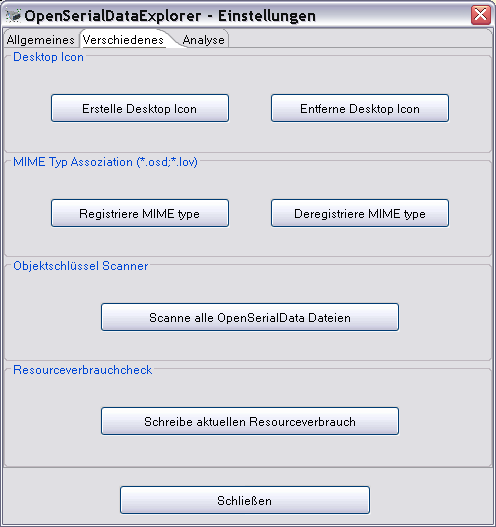 OpenSerialDataExplorer - Einstellungen
Allgemeines Verschiedenes Analyse
Desktop Icon
Erstelle Desktop Icon Entferne Desktop Icon
MIME Typ Assoziation (*.osd;*.lov)
Registriere MIME type Deregistriere MIME type
Objektschlüssel Scanner
Scanne alle OpenSerialData Dateien
Resourceverbrauchcheck
Schreibe aktuellen Resourceverbrauch
Schließen